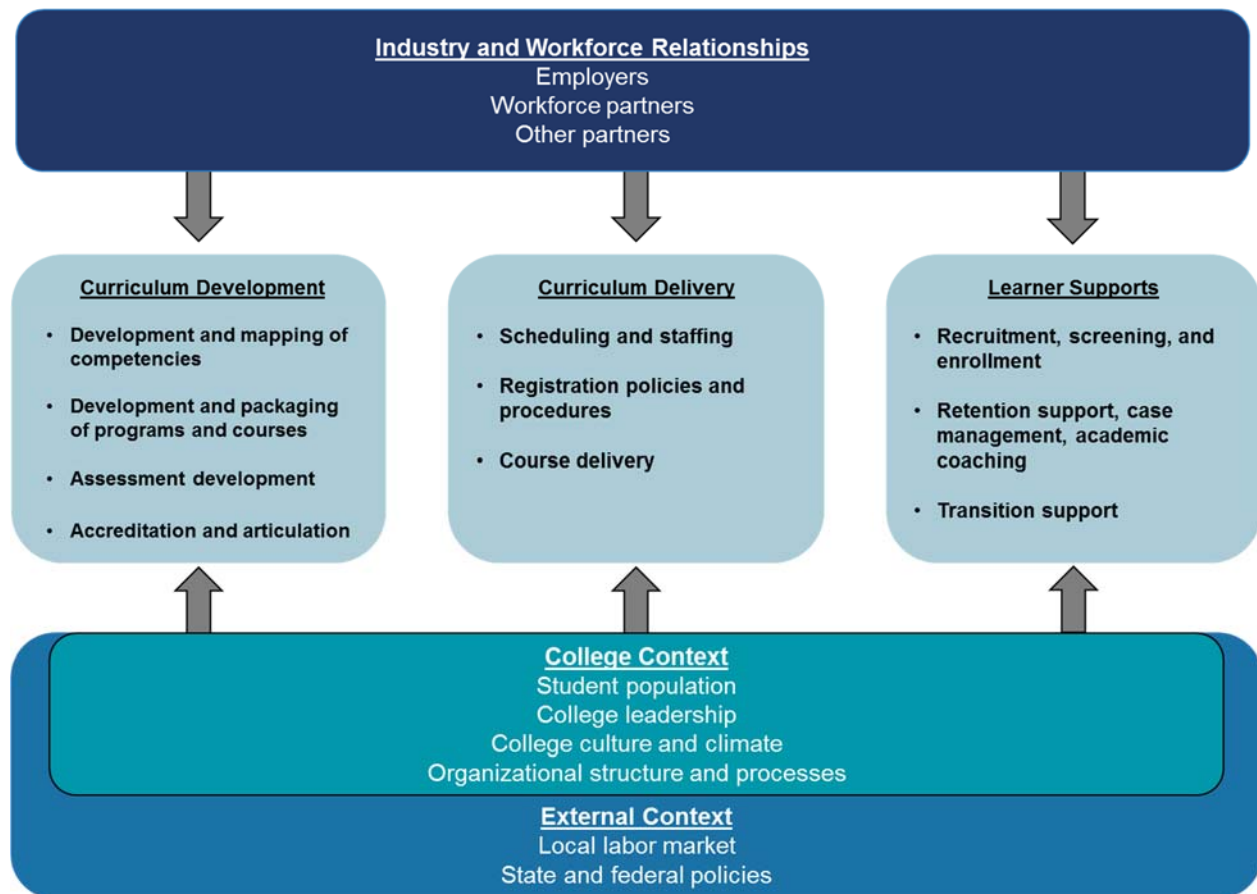 Industry and Workforce Relationships
Employers
Workforce partners
Other partners
Curriculum Development
• Development and mapping of
competencies
• Development and packaging
of programs and courses
• Assessment development
• Accreditation and articulation
Curriculum Delivery
• Scheduling and staffing
• Registration policies and
procedures
• Course delivery
Learner Supports
• Recruitment, screening, and
enrollment
• Retention support, case
management, academic
coaching
• Transition support
College Context
Student population
College leadership
College culture and climate
Organizational structure and processes
External Context
Local labor market
State and federal policies